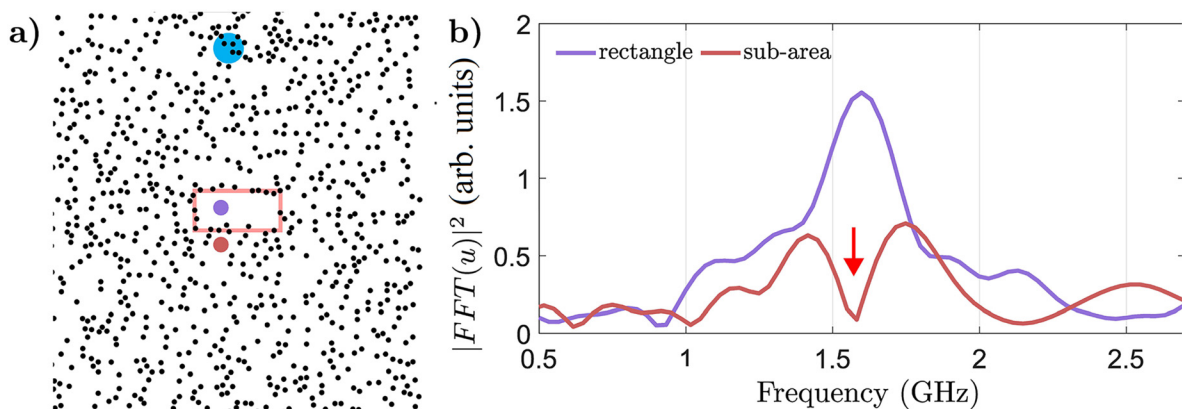 a)
b)
|FFT(u)|² (arb. units)
2
1.5
1
0.5
0
rectangle
sub-area
0.5
1
1.5
2
2.5
Frequency (GHz)